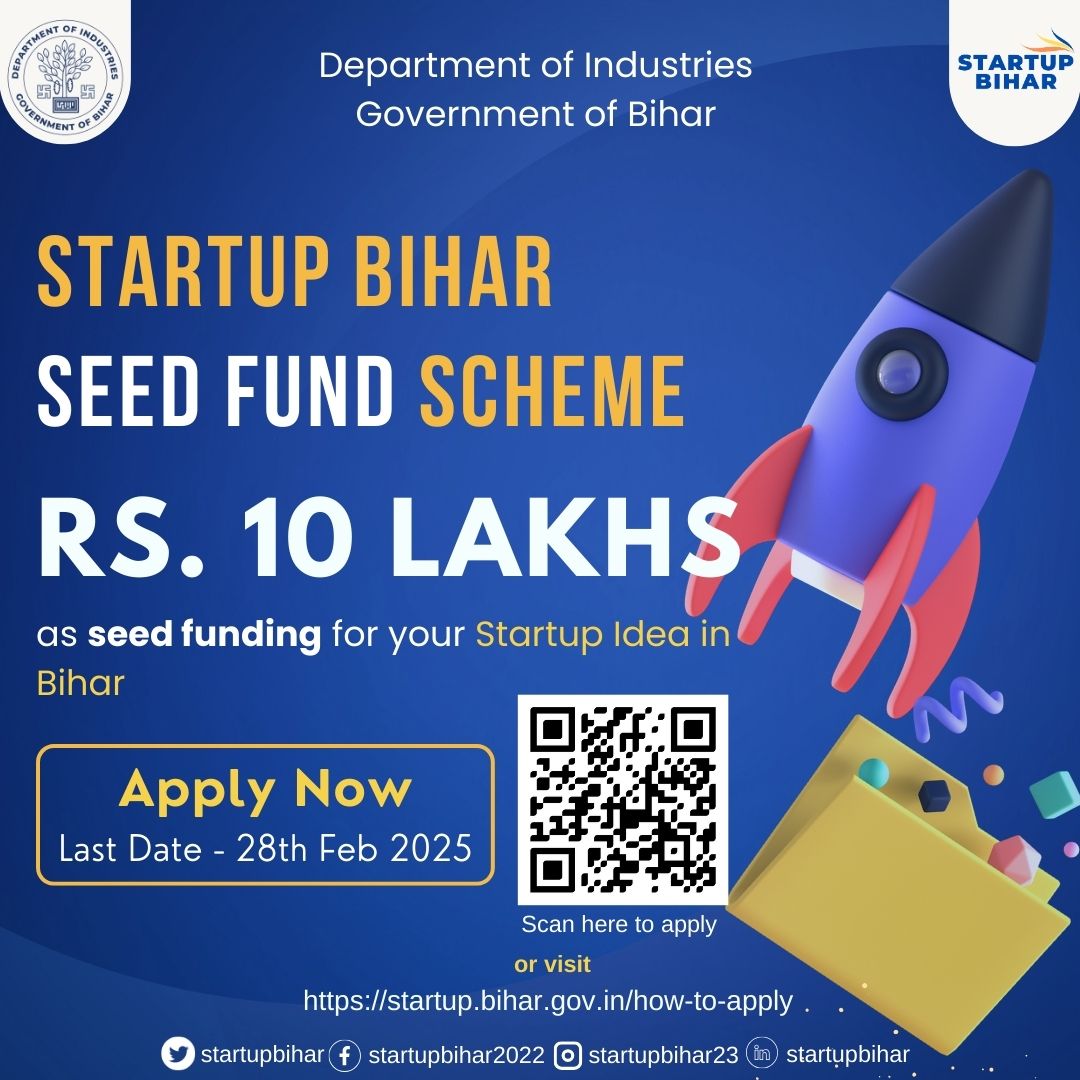 DEPARTMENT OF INDUSTRIES
GOVERNMENT OF BIHAR
Department of Industries
Government of Bihar
STARTUP
BIHAR
STARTUP BIHAR
SEED FUND SCHEME
RS. 10 LAKHS
as seed funding for your Startup Idea in
Bihar
Apply Now
Last Date - 28th Feb 2025
Scan here to apply
or visit
https://startup.bihar.gov.in/how-to-apply
startupbihar startupbihar2022 startupbihar23 in startupbihar